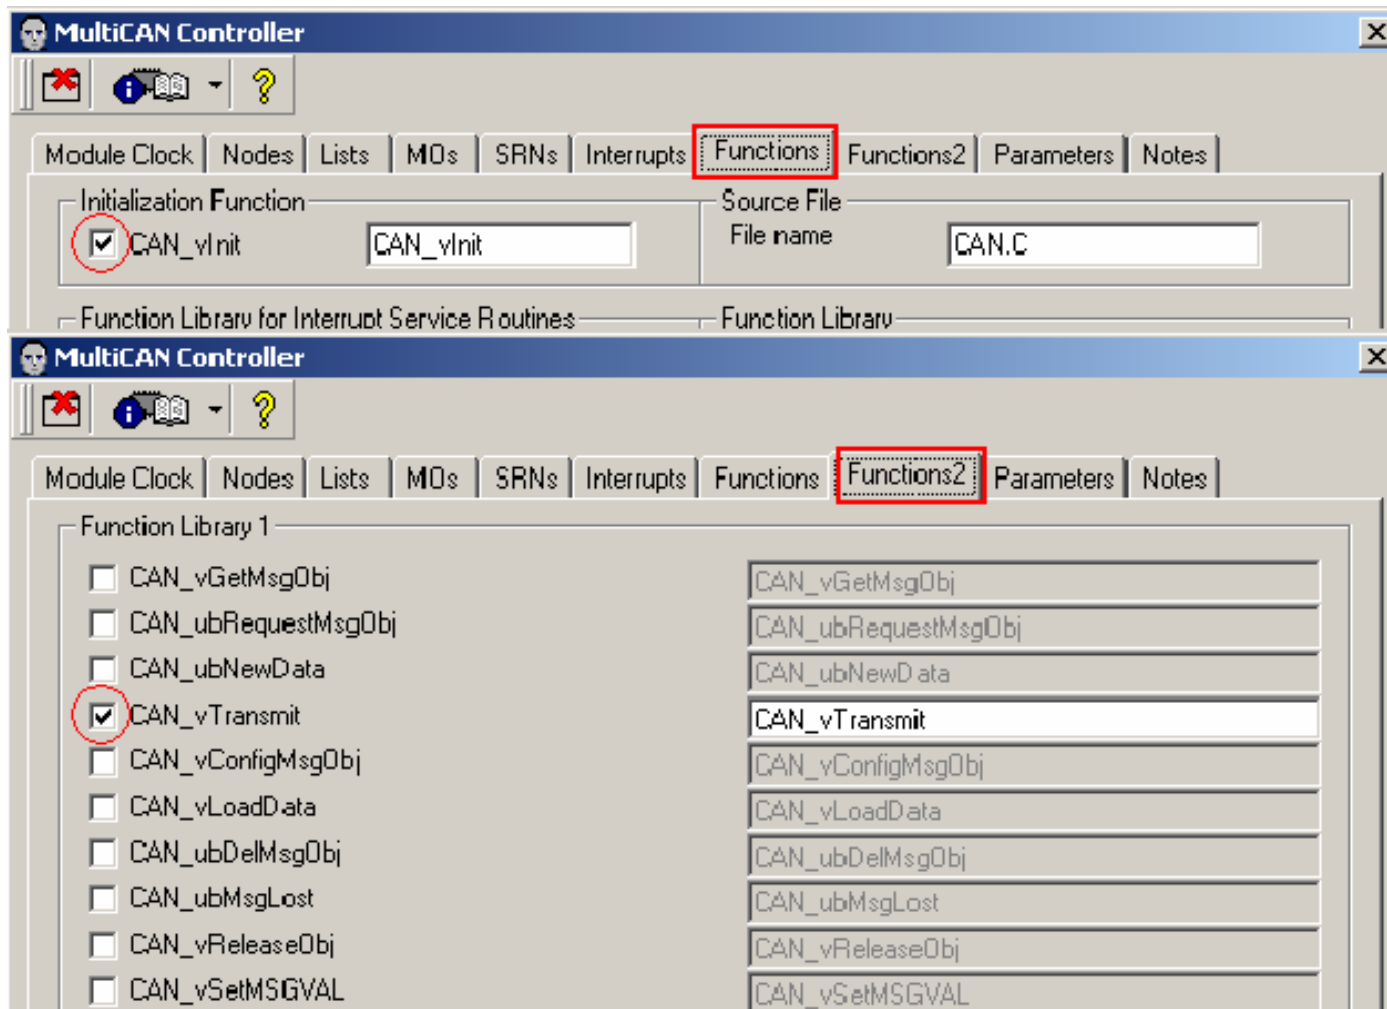 MultiCAN Controller
Module Clock Nodes Lists MOs SRNs Interrupts Functions Functions2 Parameters Notes
Initialization Function Source File
CAN_vInit CAN_vInit File name CAN.C
Function Library for Interrupt Service Routines Function Library
MultiCAN Controller
Module Clock Nodes Lists MOs SRNs Interrupts Functions Functions2 Parameters Notes
Function Library 1
CAN_vGetMsgObj CAN_vGetMsgObj
CAN_ubRequestMsgObj CAN_ubRequestMsgObj
CAN_ubNewData CAN_ubNewData
CAN_vTransmit CAN_vTransmit
CAN_vConfigMsgObj CAN_vConfigMsgObj
CAN_vLoadData CAN_vLoadData
CAN_ubDelMsgObj CAN_ubDelMsgObj
CAN_ubMsgLost CAN_ubMsgLost
CAN_vReleaseObj CAN_vReleaseObj
CAN_vSetMSGVAL CAN_vSetMSGVAL